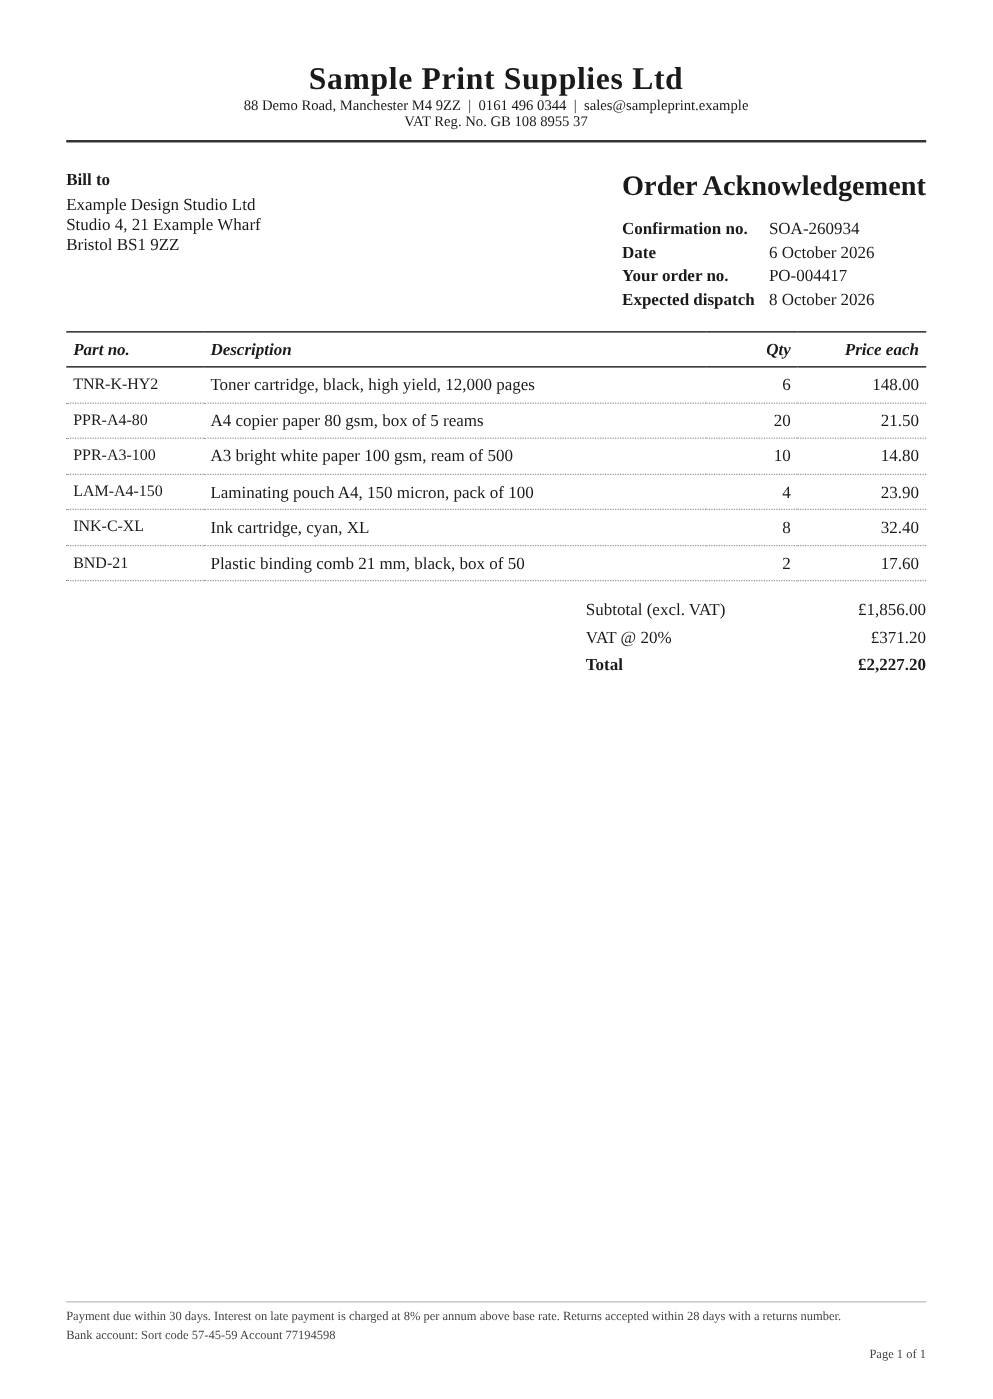 Sample Print Supplies Ltd
88 Demo Road, Manchester M4 9ZZ | 0161 496 0344 | sales@sampleprint.example
VAT Reg. No. GB 108 8955 37
Bill to
Example Design Studio Ltd
Studio 4, 21 Example Wharf
Bristol BS1 9ZZ
Order Acknowledgement
Confirmation no. SOA-260934
Date 6 October 2026
Your order no. PO-004417
Expected dispatch 8 October 2026
Part no. Description Qty Price each
TNR-K-HY2 Toner cartridge, black, high yield, 12,000 pages 6 148.00
PPR-A4-80 A4 copier paper 80 gsm, box of 5 reams 20 21.50
PPR-A3-100 A3 bright white paper 100 gsm, ream of 500 10 14.80
LAM-A4-150 Laminating pouch A4, 150 micron, pack of 100 4 23.90
INK-C-XL Ink cartridge, cyan, XL 8 32.40
BND-21 Plastic binding comb 21 mm, black, box of 50 2 17.60
Subtotal (excl. VAT) £1,856.00
VAT @ 20% £371.20
Total £2,227.20
Payment due within 30 days. Interest on late payment is charged at 8% per annum above base rate. Returns accepted within 28 days with a returns number.
Bank account: Sort code 57-45-59 Account 77194598
Page 1 of 1